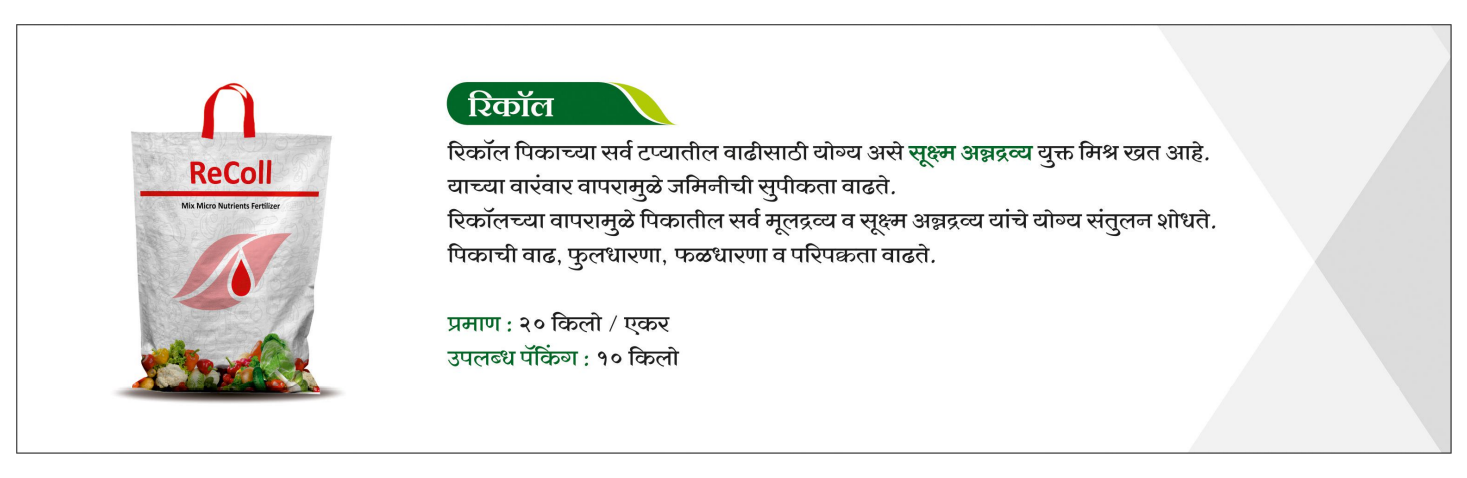 ReColl
Mix Micro Nutrients Fertilizer
रिकॉल
रिकॉल पिकाच्या सर्व टप्यातील वाढीसाठी योग्य असे सूक्ष्म अन्नद्रव्य युक्त मिश्र खत आहे.
याच्या वारंवार वापरामुळे जमिनीची सुपीकता वाढते.
रिकॉलच्या वापरामुळे पिकातील सर्व मूलद्रव्य व सूक्ष्म अन्नद्रव्य यांचे योग्य संतुलन शोधते.
पिकाची वाढ, फुलधारणा, फळधारणा व परिपक्वता वाढते.
प्रमाण : २० किलो / एकर
उपलब्ध पॅकिंग : १० किलो